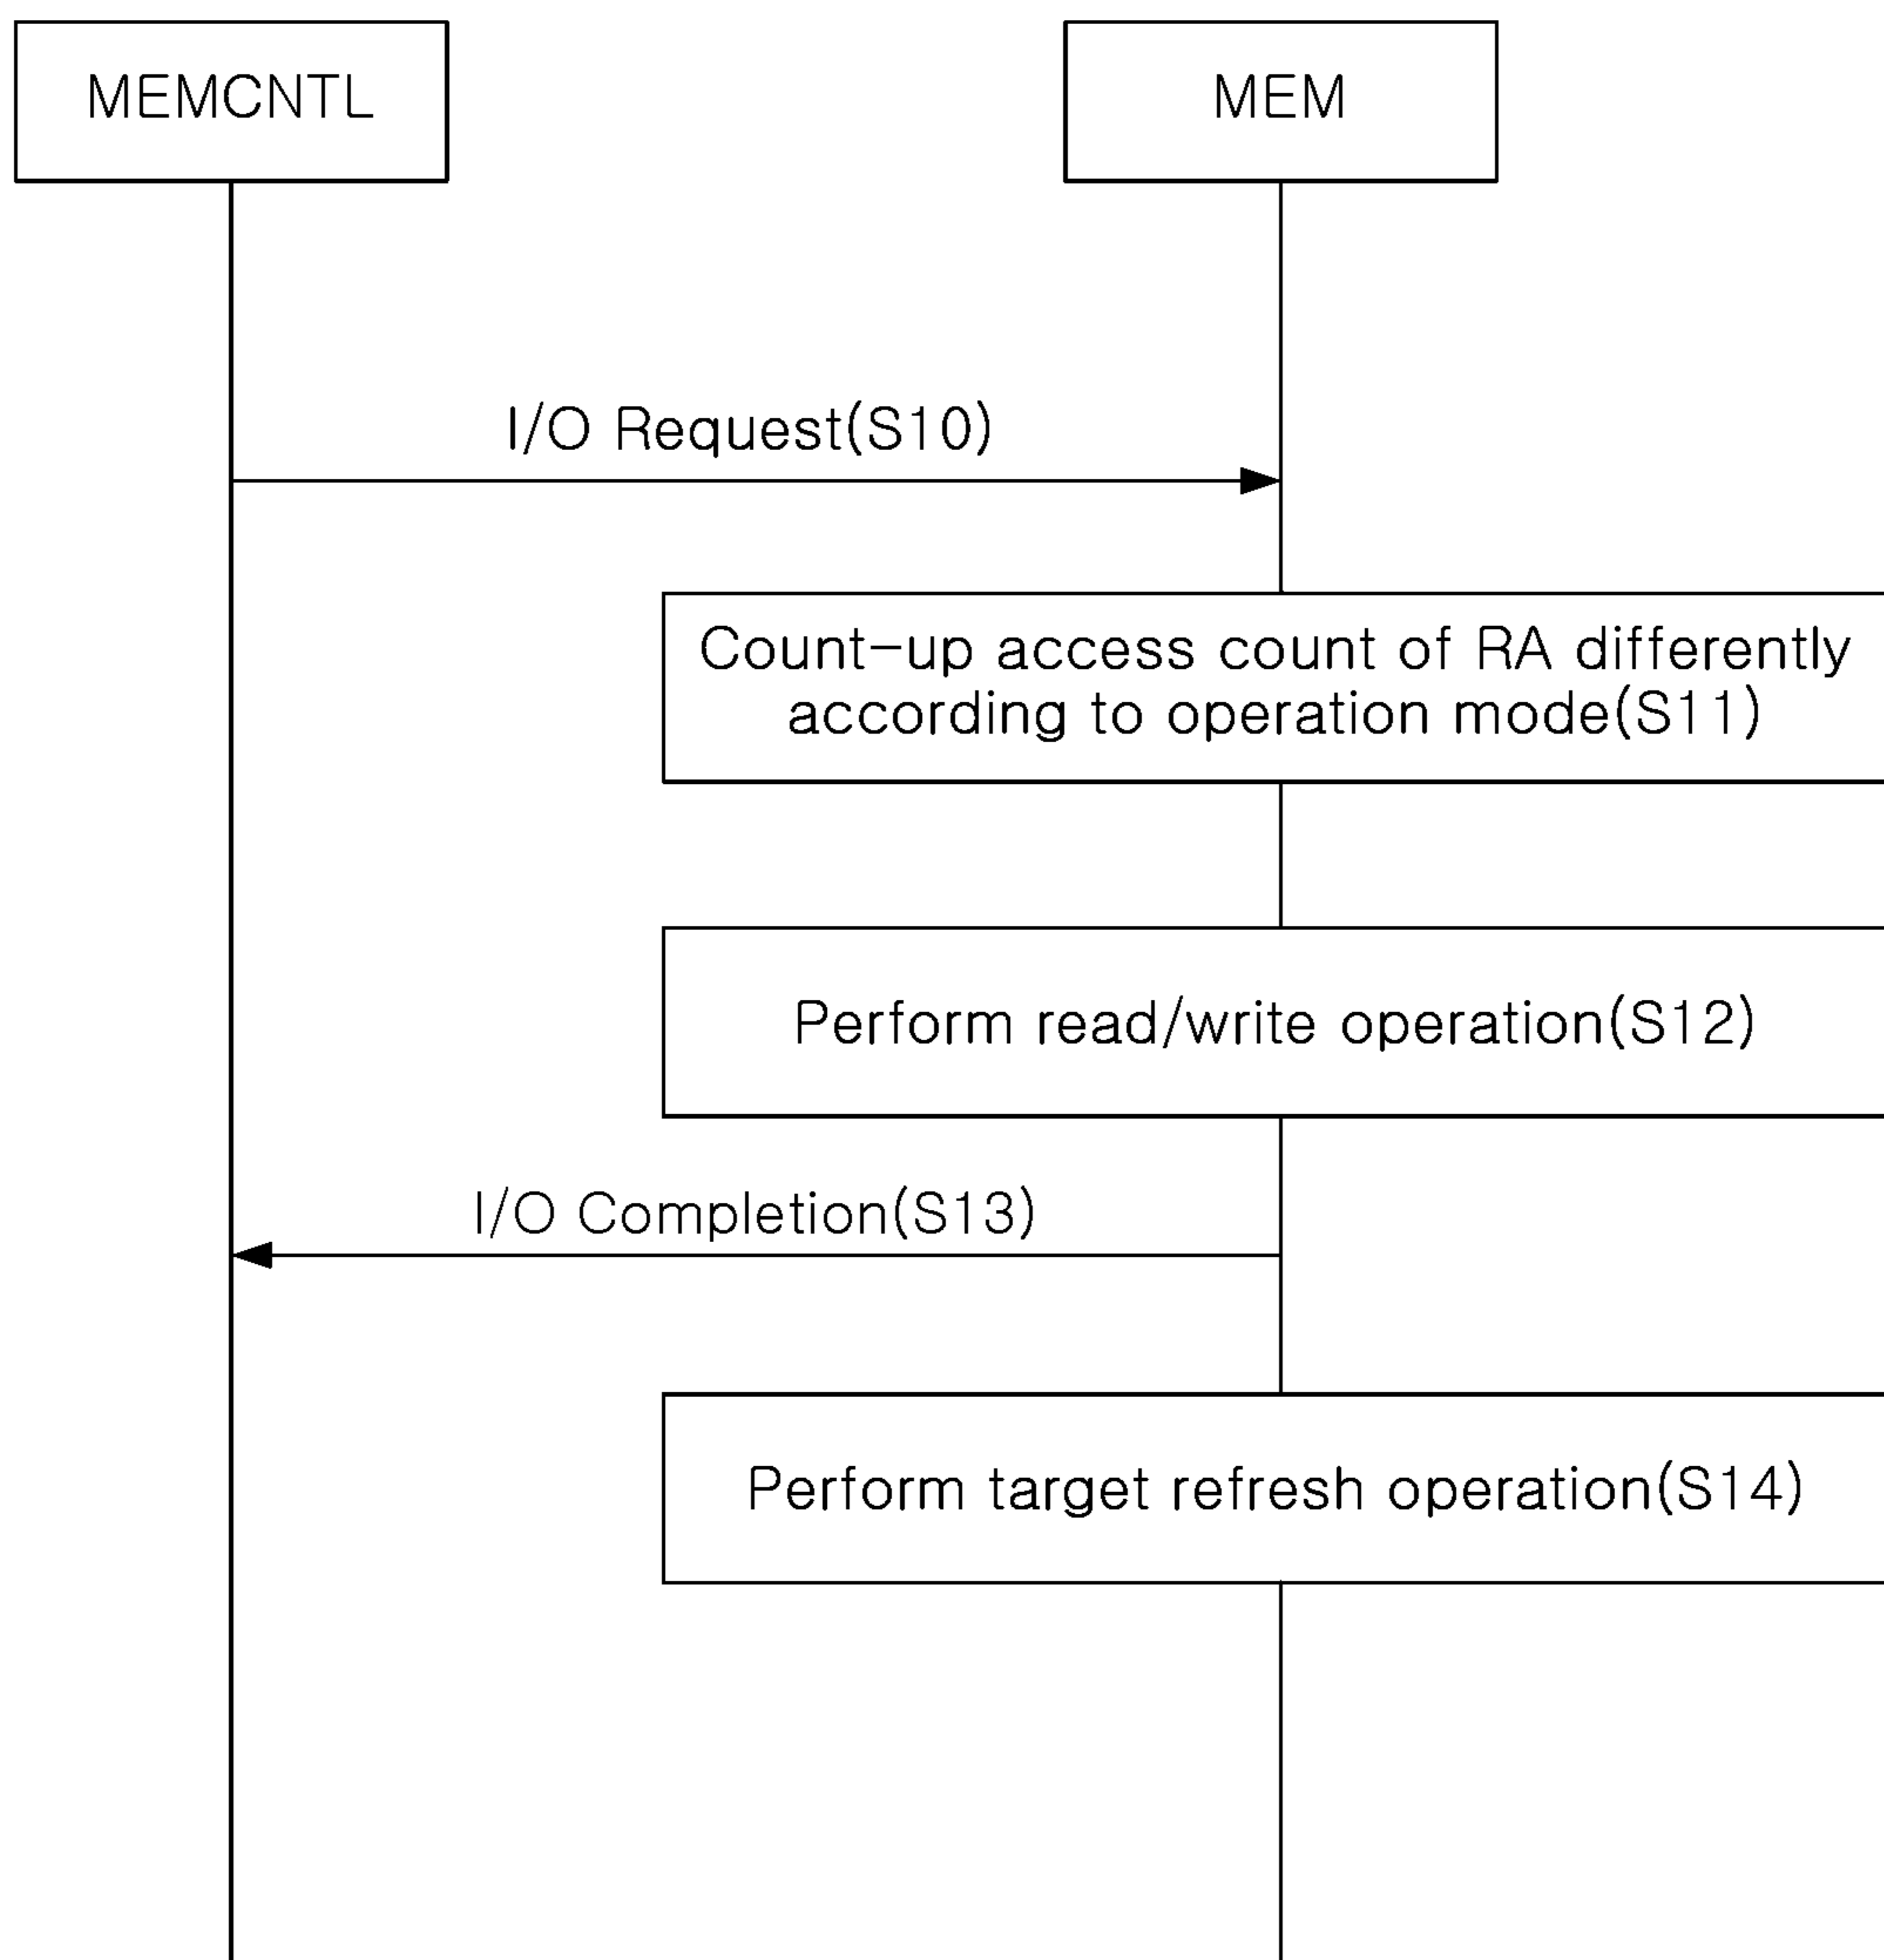 MEMCNTL
MEM
I/O Request(S10)
Count-up access count of RA differently
according to operation mode(S11)
Perform read/write operation(S12)
I/O Completion(S13)
Perform target refresh operation(S14)